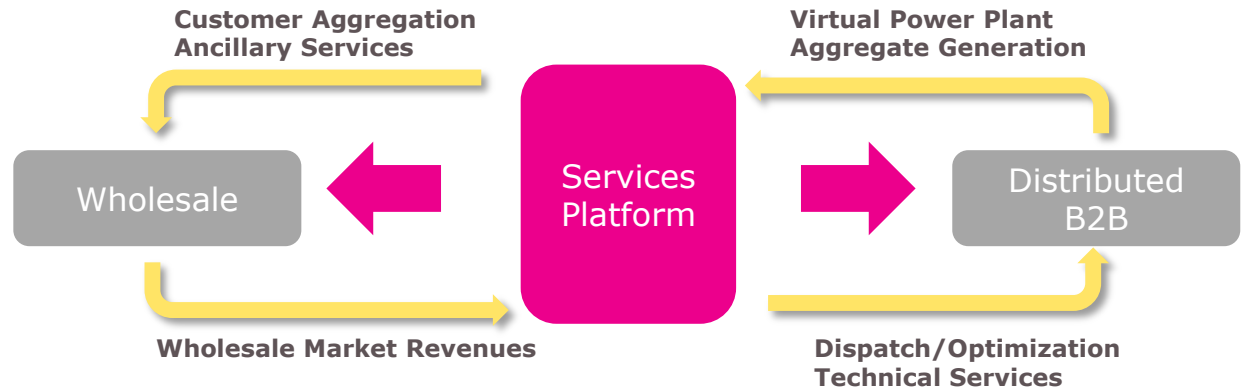 Customer Aggregation
Ancillary Services
Virtual Power Plant
Aggregate Generation
Wholesale
Services
Platform
Distributed
B2B
Wholesale Market Revenues
Dispatch/Optimization
Technical Services